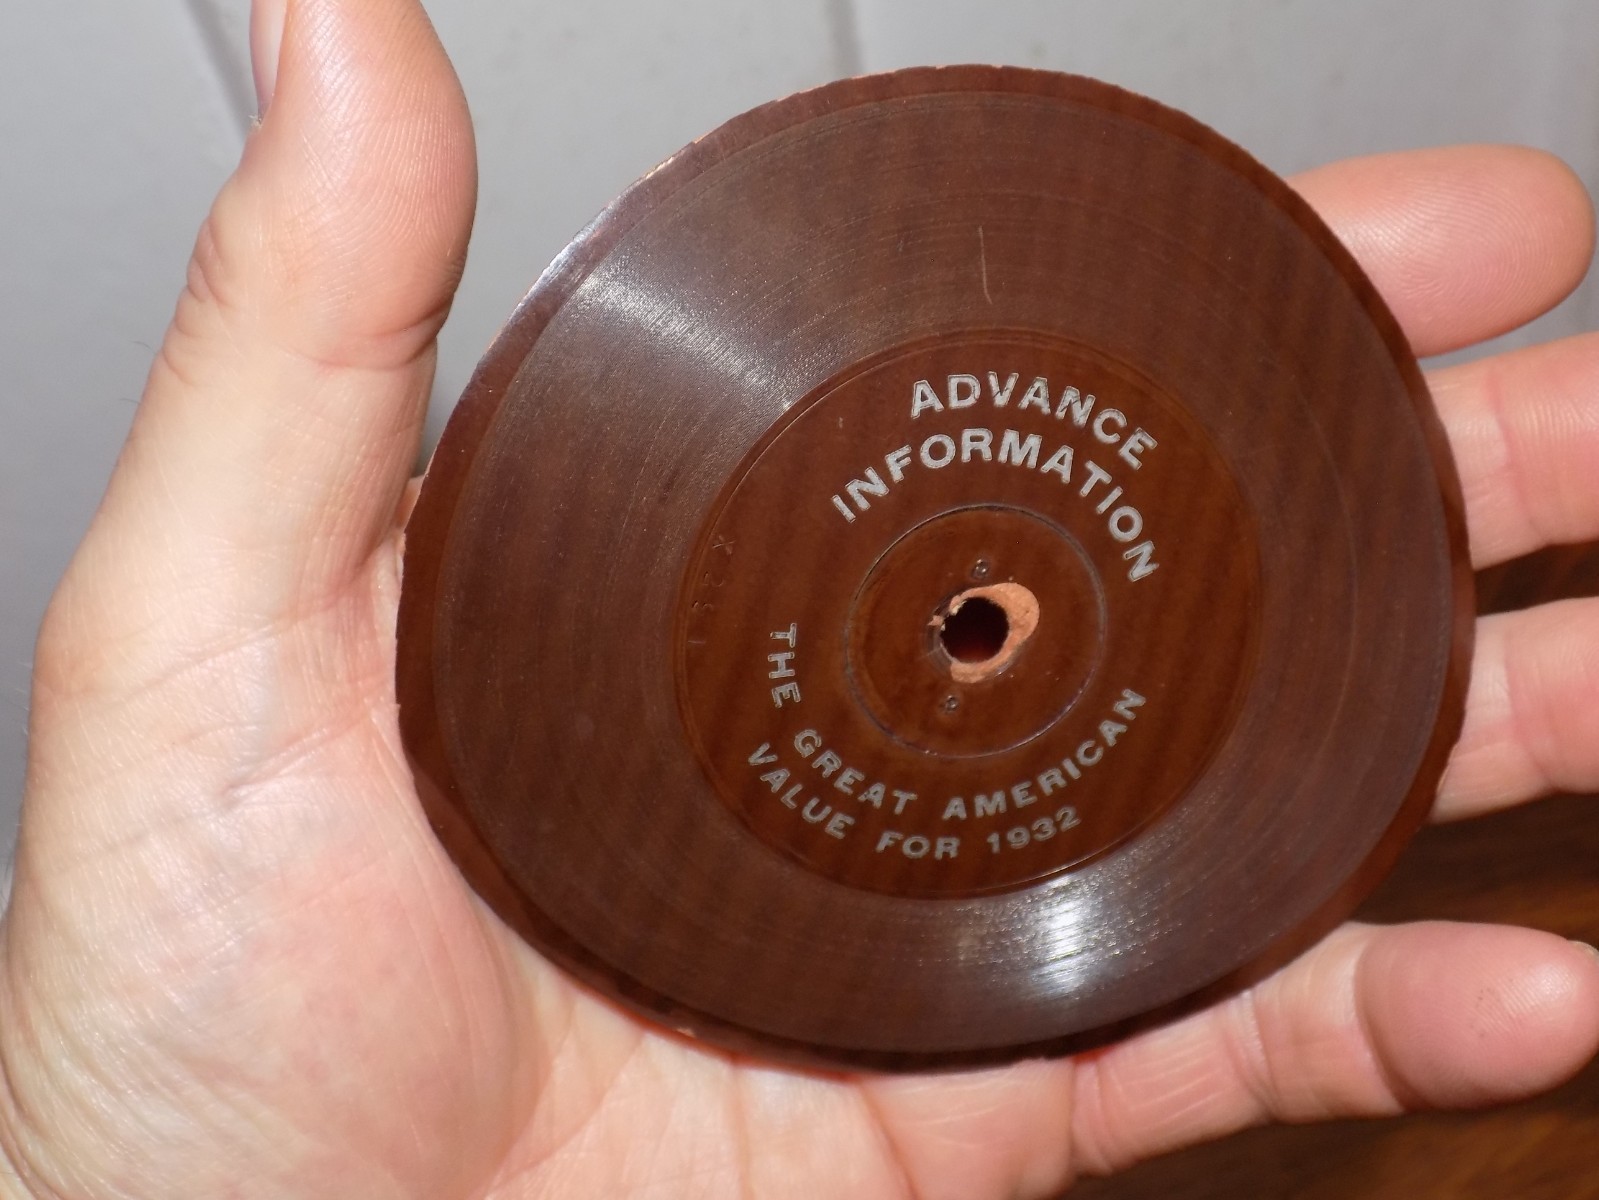 ADVANCE
INFORMATION
THE GREAT AMERICAN
VALUE FOR 1932